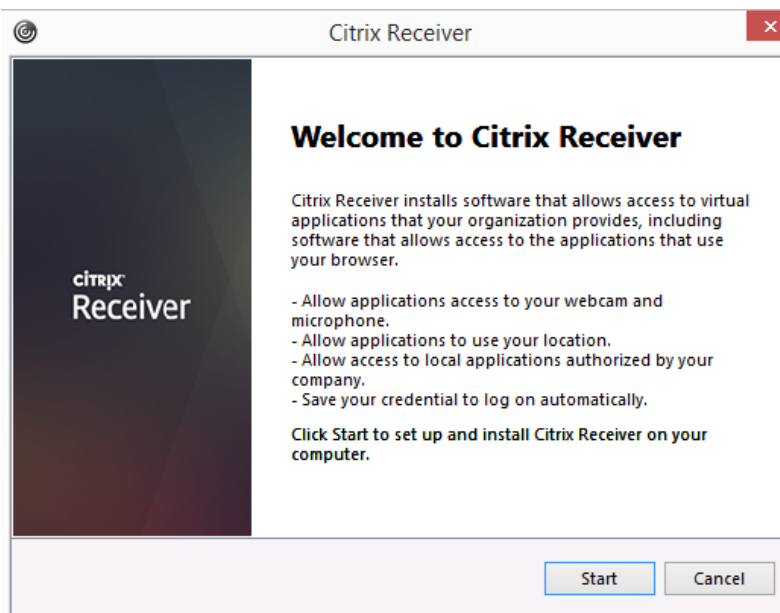 Citrix Receiver
Welcome to Citrix Receiver
Citrix Receiver installs software that allows access to virtual
applications that your organization provides, including
software that allows access to the applications that use
your browser.
- Allow applications access to your webcam and
microphone.
- Allow applications to use your location.
- Allow access to local applications authorized by your
company.
- Save your credential to log on automatically.
Click Start to set up and install Citrix Receiver on your
computer.
CITRIX
Receiver
Start
Cancel